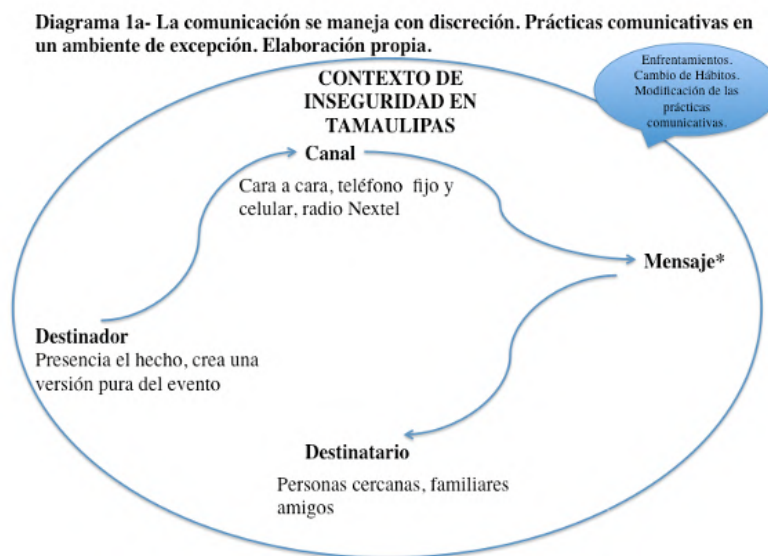 Diagrama 1a- La comunicación se maneja con discreción. Prácticas comunicativas en
un ambiente de excepción. Elaboración propia.
Enfrentamientos.
Cambio de Hábitos.
Modificación de las
prácticas
comunicativas.
CONTEXTO DE
INSEGURIDAD EN
TAMAULIPAS
Canal
Cara a cara, teléfono fijo y
celular, radio Nextel
Mensaje*
Destinador
Presencia el hecho, crea una
versión pura del evento
Destinatario
Personas cercanas, familiares
amigos